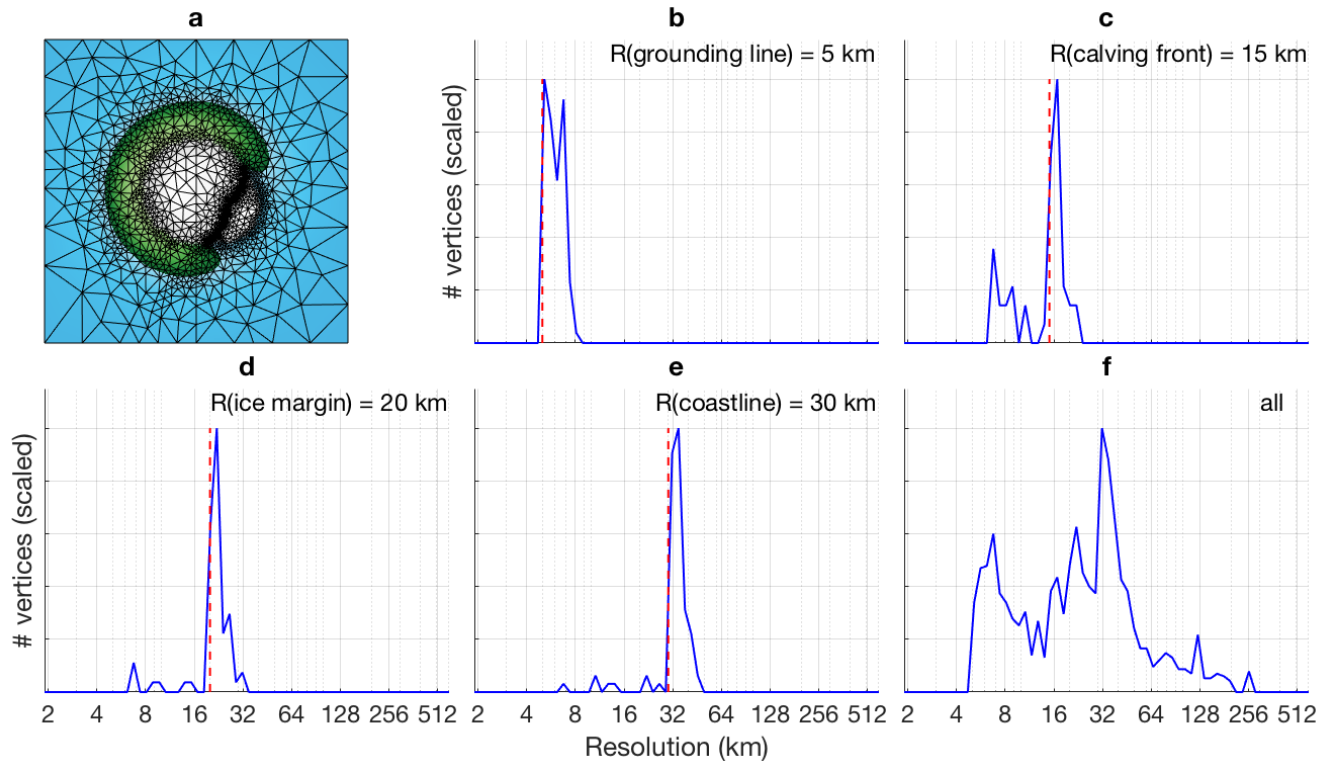 a
b
c
R(grounding line) = 5 km
R(calving front) = 15 km
# vertices (scaled)
d
e
f
R(ice margin) = 20 km
R(coastline) = 30 km
all
# vertices (scaled)
2 4 8 16 32 64 128 256 512
2 4 8 16 32 64 128 256 512
2 4 8 16 32 64 128 256 512
Resolution (km)